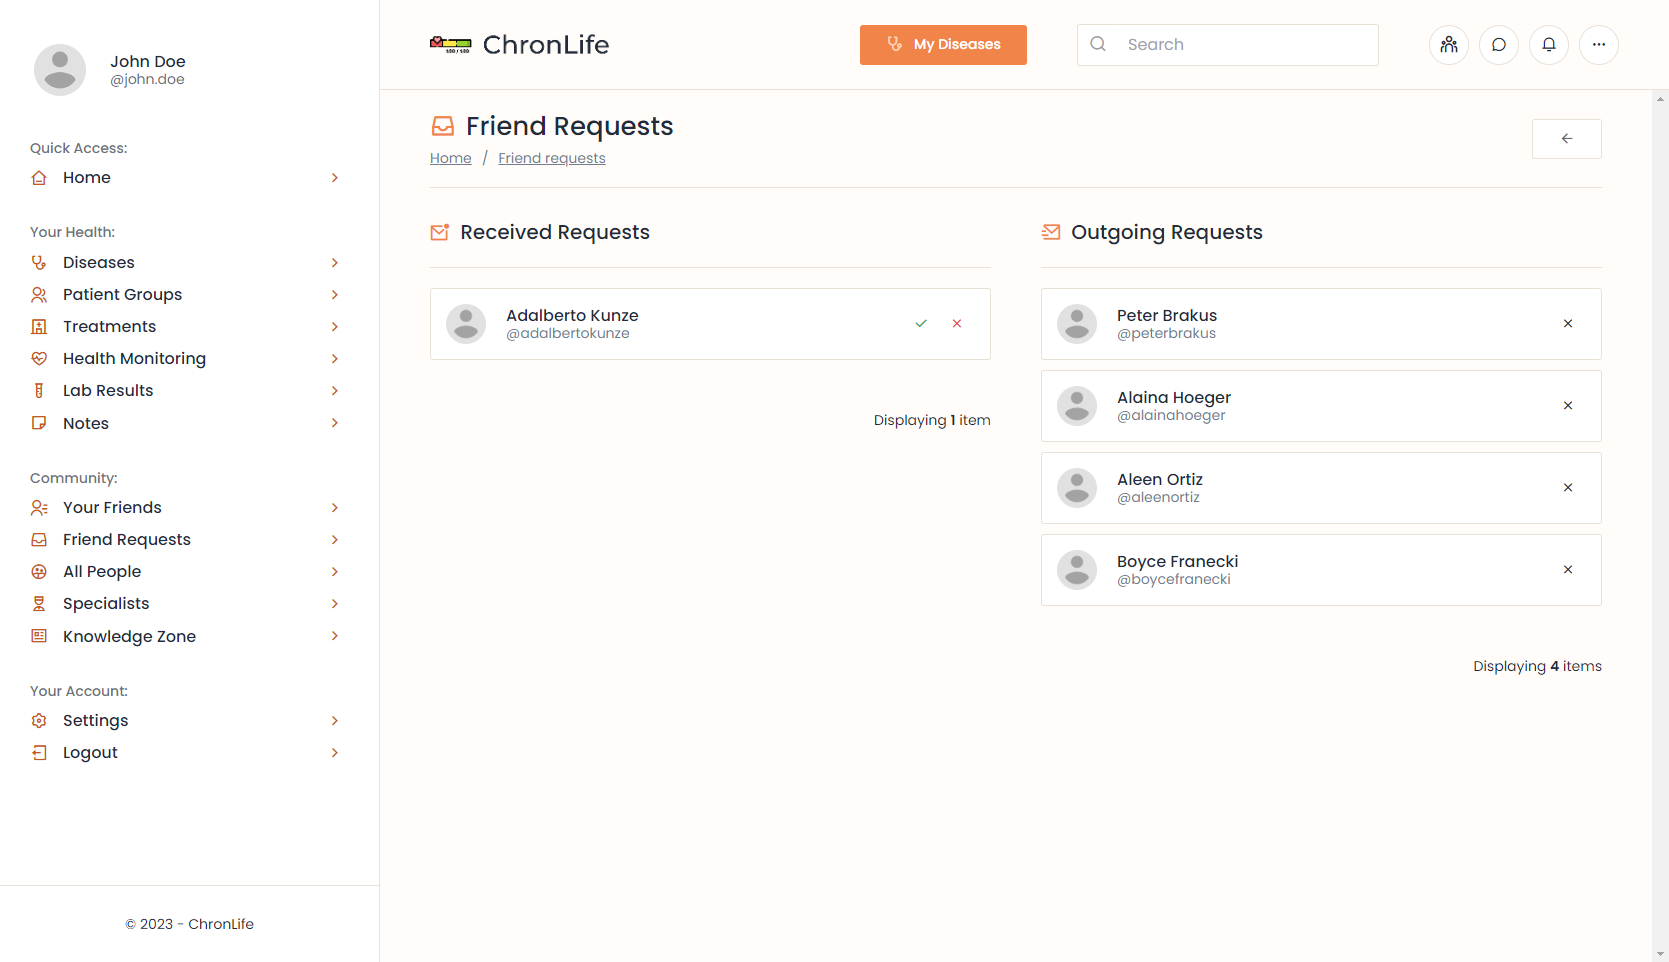 John Doe
@john.doe
Quick Access:
Home
Your Health:
Diseases
Patient Groups
Treatments
Health Monitoring
Lab Results
Notes
Community:
Your Friends
Friend Requests
All People
Specialists
Knowledge Zone
Your Account:
Settings
Logout
© 2023 - ChronLife
ChronLife
My Diseases
Search
Friend Requests
Home / Friend requests
Received Requests
Adalberto Kunze
@adalbertokunze
Displaying 1 item
Outgoing Requests
Peter Brakus
@peterbrakus
Alaina Hoeger
@alainahoeger
Aleen Ortiz
@aleenortiz
Boyce Franecki
@boycefranecki
Displaying 4 items